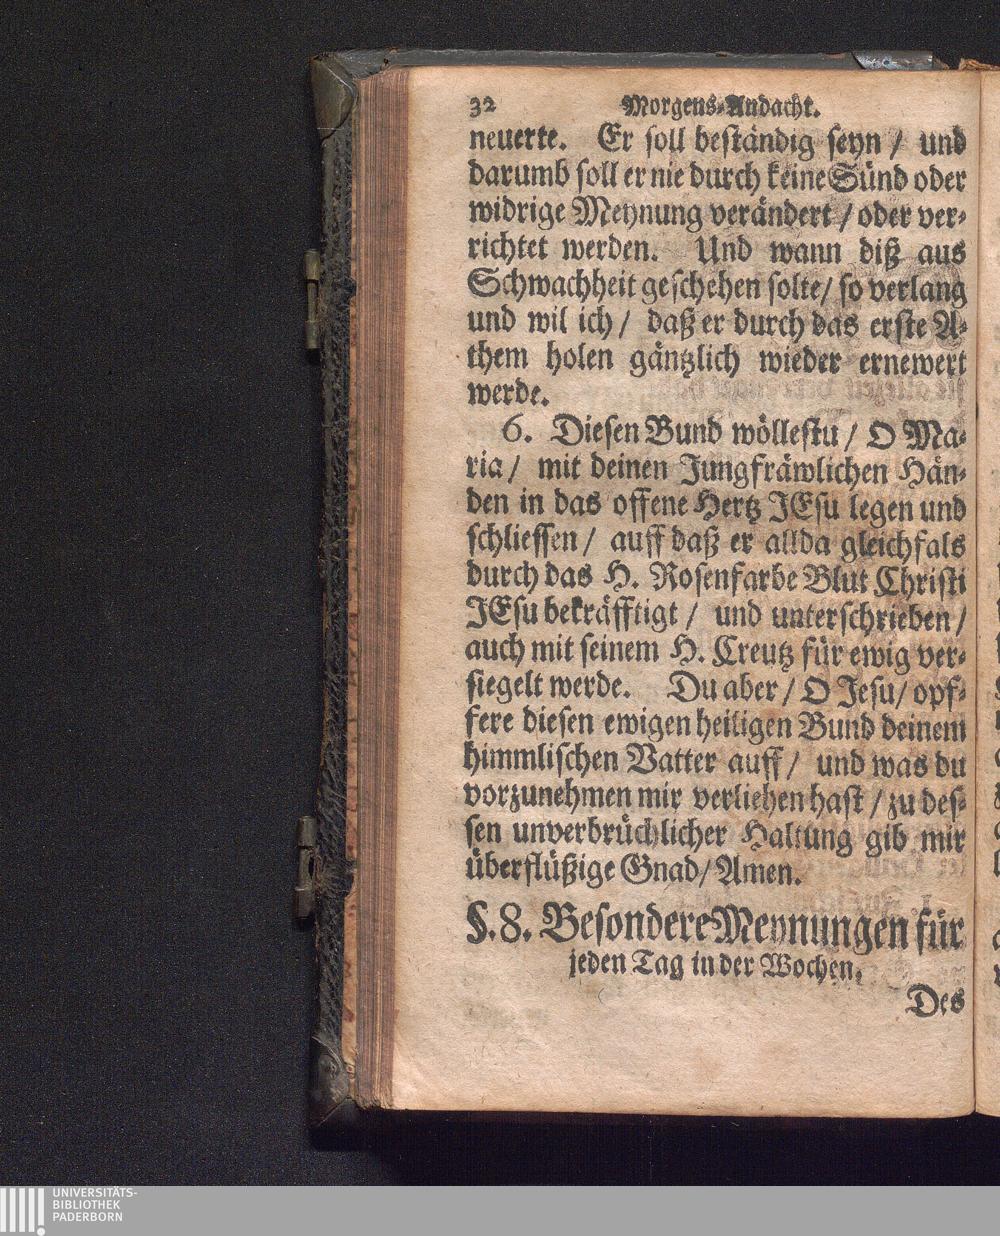 32 Morgens-Andacht.
neuerte. Er soll beständig seyn / und
darumb soll er nie durch keine Sünd oder
widrige Meynung verändert / oder ver-
richtet werden. Und wann diß aus
Schwachheit geschehen solte / so verlang
und wil ich / daß er durch das erste A-
them holen gäntzlich wieder ernewert
werde.
6. Diesen Bund wöllestu / O Ma-
ria / mit deinen Jungfräwlichen Hän-
den in das offene Hertz JEsu legen und
schliessen / auff daß er allda gleichfals
durch das H. Rosenfarbe Blut Christi
JEsu bekräfftigt / und unterschrieben /
auch mit seinem H. Creutz für ewig ver-
siegelt werde. Du aber / O Jesu / opf-
fere diesen ewigen heiligen Bund deinem
himmlischen Vatter auff / und was du
vorzunehmen mir verliehen hast / zu des-
sen unverbrüchlicher Haltung gib mir
überflüßige Gnad / Amen.
§. 8. Besondere Meynungen für
jeden Tag in der Wochen.
Des
UNIVERSITÄTS-
BIBLIOTHEK
PADERBORN